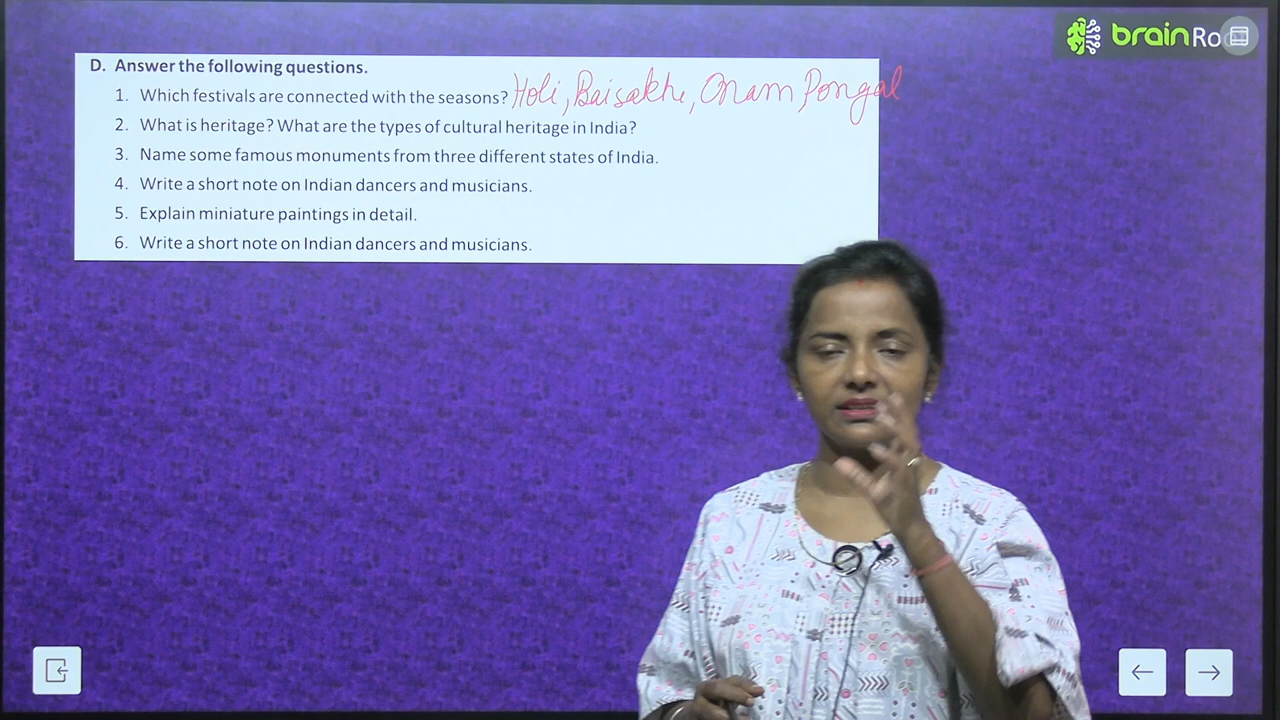 brainRo
D. Answer the following questions.
1. Which festivals are connected with the seasons? Holi, Baisakhi, Onam Pongal
2. What is heritage? What are the types of cultural heritage in India?
3. Name some famous monuments from three different states of India.
4. Write a short note on Indian dancers and musicians.
5. Explain miniature paintings in detail.
6. Write a short note on Indian dancers and musicians.